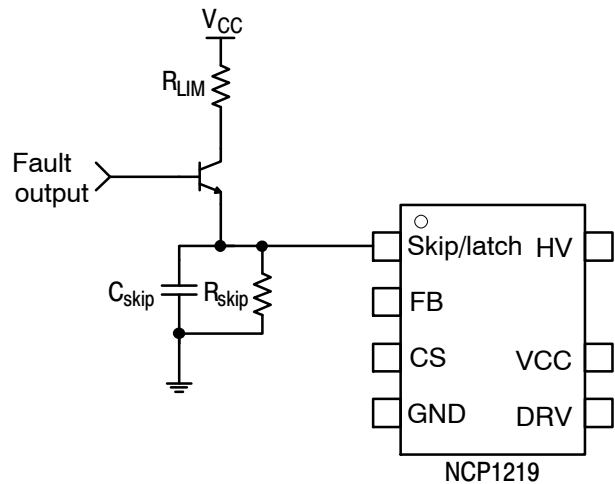 VCC
RLIM
Fault
output
Skip/latch HV
Cskip Rskip
FB
CS VCC
GND DRV
NCP1219